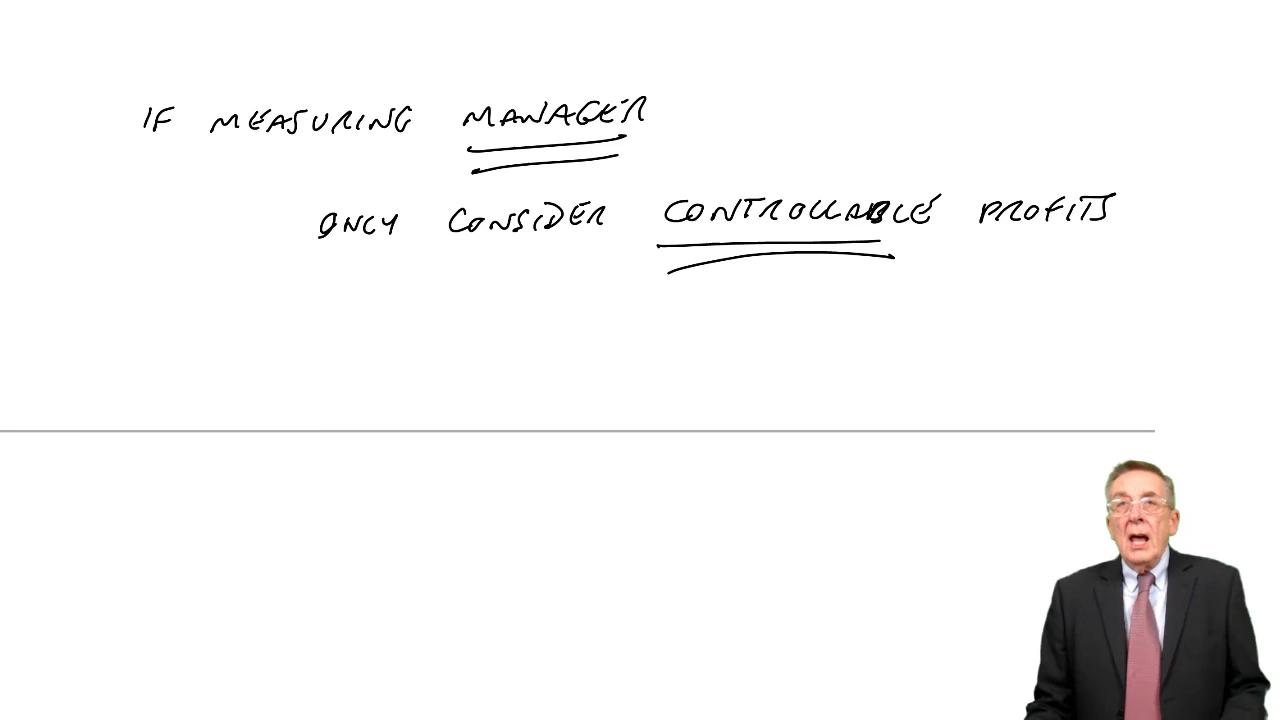 IF MEASURING MANAGER
ONLY CONSIDER CONTROLLABLE PROFITS